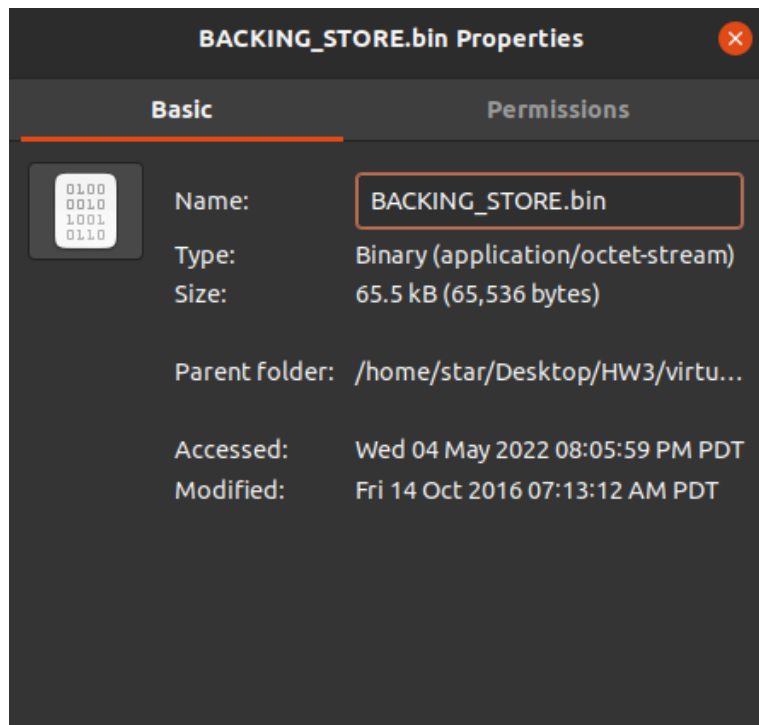 BACKING_STORE.bin Properties
Basic Permissions
0100
0010
1001
0110
Name: BACKING_STORE.bin
Type: Binary (application/octet-stream)
Size: 65.5 kB (65,536 bytes)
Parent folder: /home/star/Desktop/HW3/virtu...
Accessed: Wed 04 May 2022 08:05:59 PM PDT
Modified: Fri 14 Oct 2016 07:13:12 AM PDT